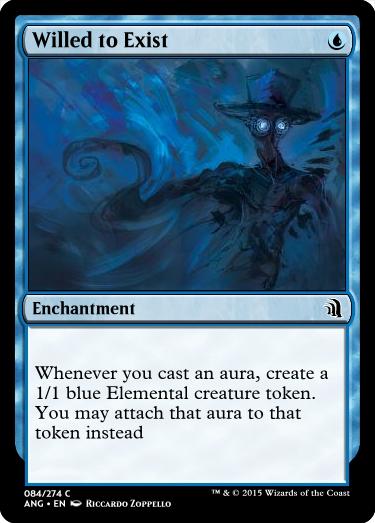 Willed to Exist
Enchantment
Whenever you cast an aura, create a
1/1 blue Elemental creature token.
You may attach that aura to that
token instead
084/274 C
ANG • EN Riccardo Zoppello
™ & © 2015 Wizards of the Coast